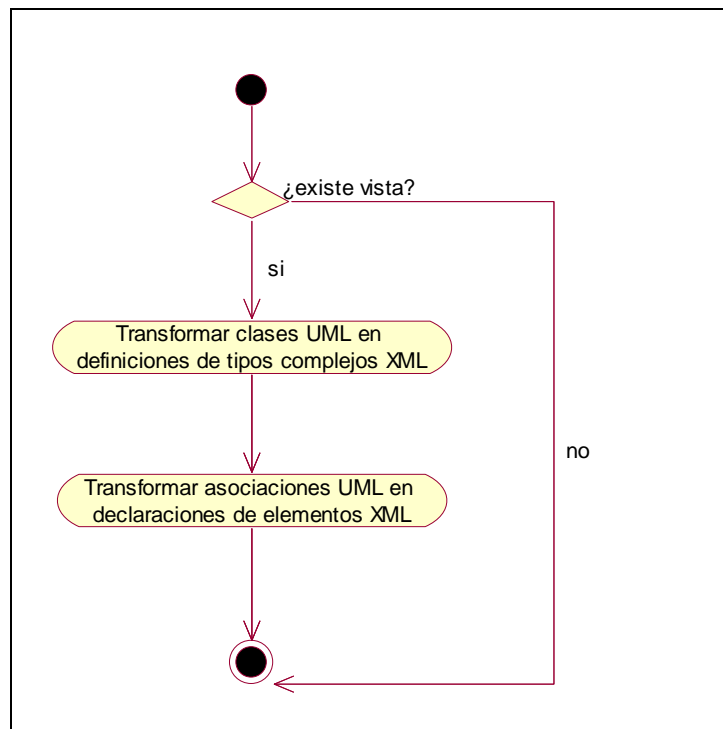 ¿existe vista?
si
Transformar clases UML en
definiciones de tipos complejos XML
no
Transformar asociaciones UML en
declaraciones de elementos XML